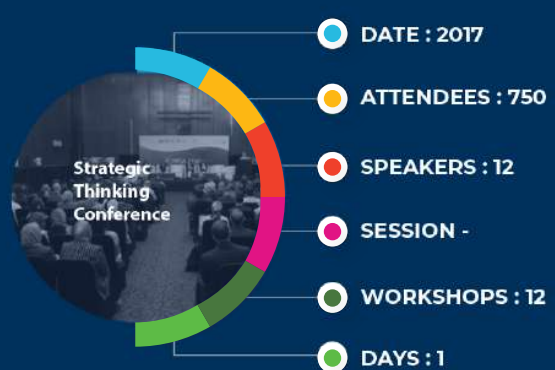 Strategic
Thinking
Conference
DATE : 2017
ATTENDEES : 750
SPEAKERS : 12
SESSION -
WORKSHOPS : 12
DAYS : 1